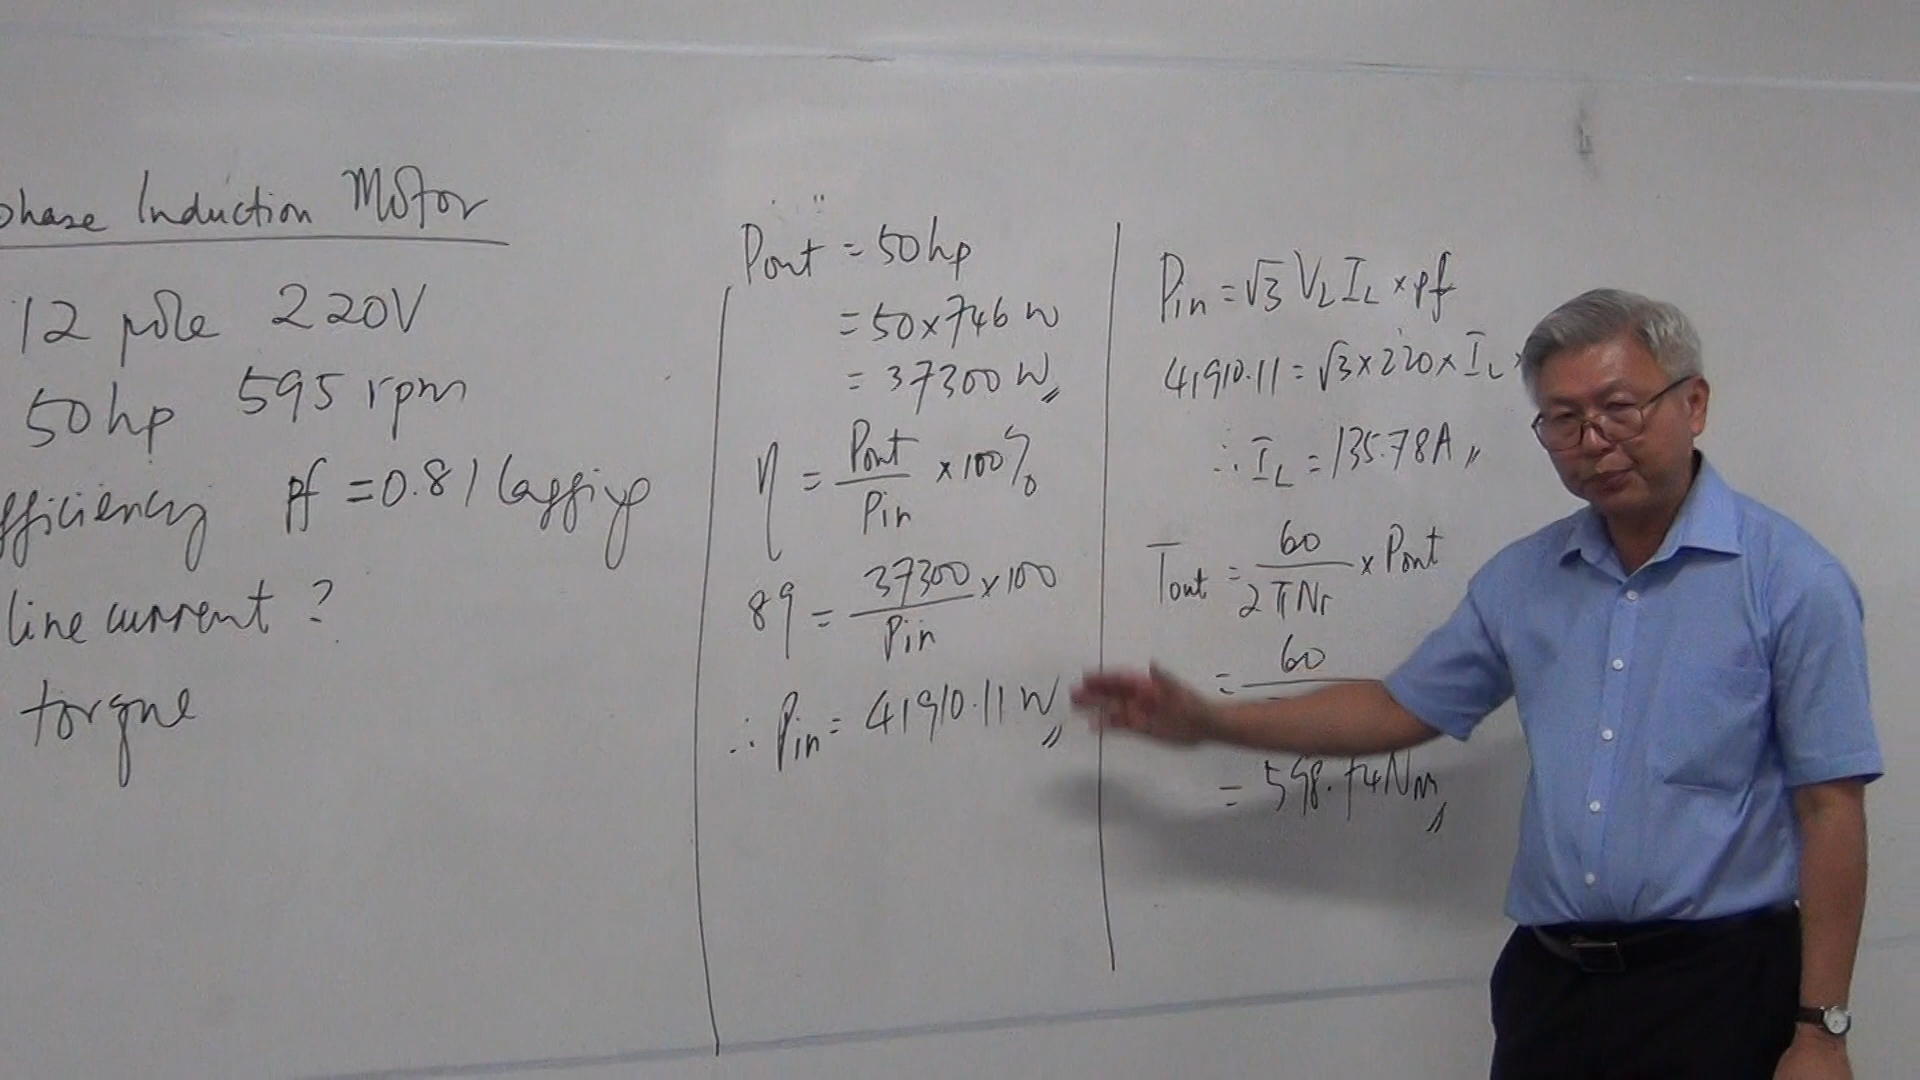 phase Induction Motor
12 pole 220V
50hp 595 rpm
fficiency pf = 0.81 lagging
line current ?
torque
Pout = 50hp
= 50 × 746 W
= 37300 W
η = Pout / Pin × 100%
89 = 37300 / Pin × 100
∴ Pin = 41910.11 W
Pin = √3 VL IL × pf
41910.11 = √3 × 220 × IL ×
∴ IL = 135.78A
Tout = 60 / 2πNr × Pout
= 60
= 598.74Nm